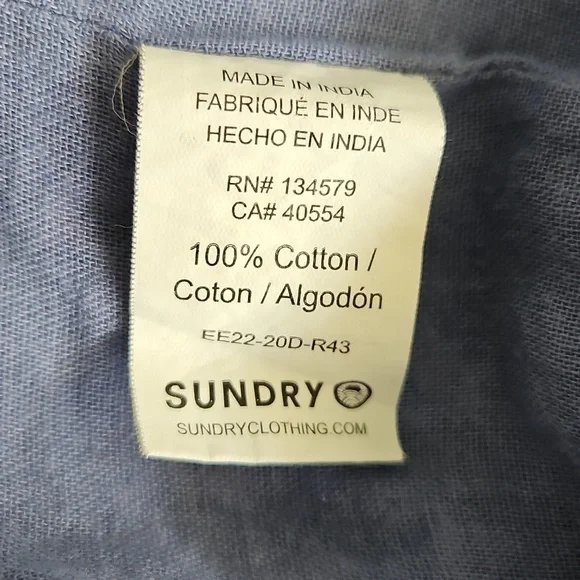 MADE IN INDIA
FABRIQUÉ EN INDE
HECHO EN INDIA
RN# 134579
CA# 40554
100% Cotton /
Coton / Algodón
EE22-20D-R43
SUNDRY
SUNDRYCLOTHING.COM